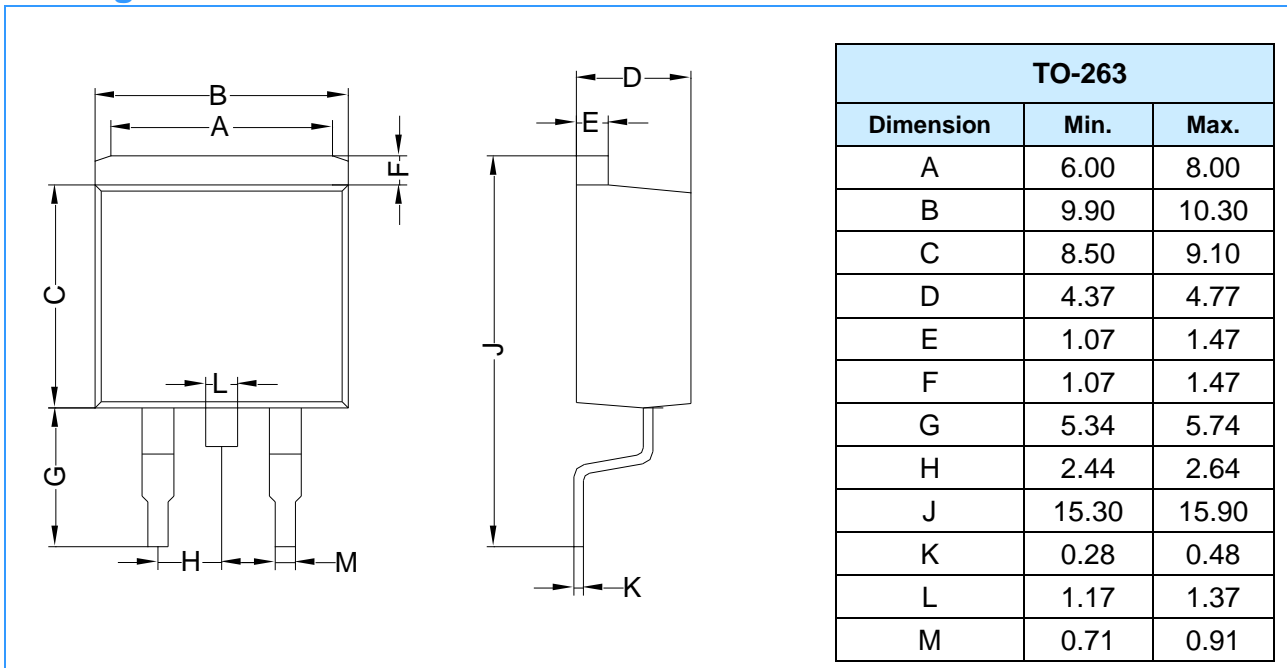 B
A
F
C
L
G
H
M
D
E
J
K
TO-263
Dimension Min. Max.
A 6.00 8.00
B 9.90 10.30
C 8.50 9.10
D 4.37 4.77
E 1.07 1.47
F 1.07 1.47
G 5.34 5.74
H 2.44 2.64
J 15.30 15.90
K 0.28 0.48
L 1.17 1.37
M 0.71 0.91